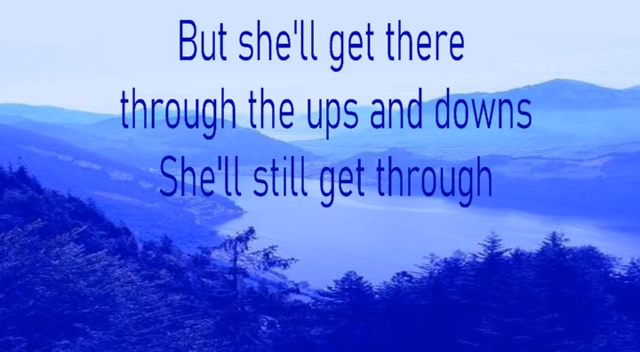 But she'll get there
through the ups and downs
She'll still get through